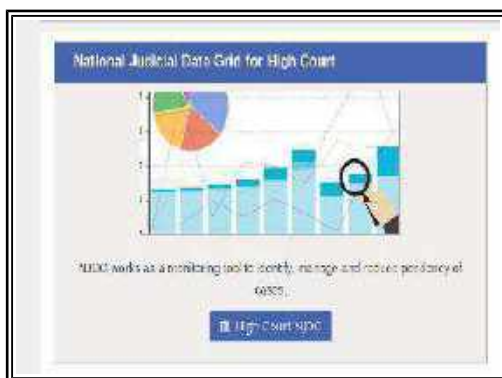 National Judicial Data Grid for High Court
NJDG works as a monitoring tool to identify, manage and reduce pendency of
cases.
High Court NJDG